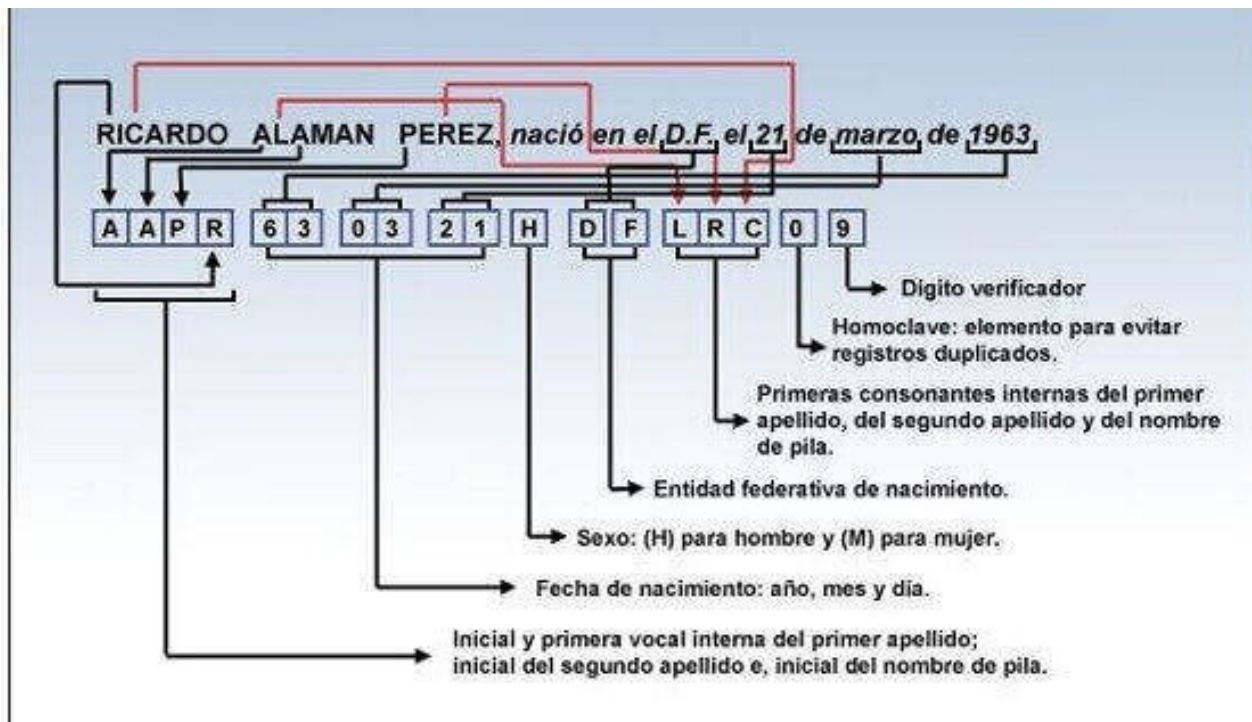 RICARDO ALAMAN PEREZ, nació en el D.F. el 21 de marzo de 1963
A A P R 6 3 0 3 2 1 H D F L R C 0 9
Digito verificador
Homoclave: elemento para evitar
registros duplicados.
Primeras consonantes internas del primer
apellido, del segundo apellido y del nombre
de pila.
Entidad federativa de nacimiento.
Sexo: (H) para hombre y (M) para mujer.
Fecha de nacimiento: año, mes y día.
Inicial y primera vocal interna del primer apellido;
inicial del segundo apellido e, inicial del nombre de pila.